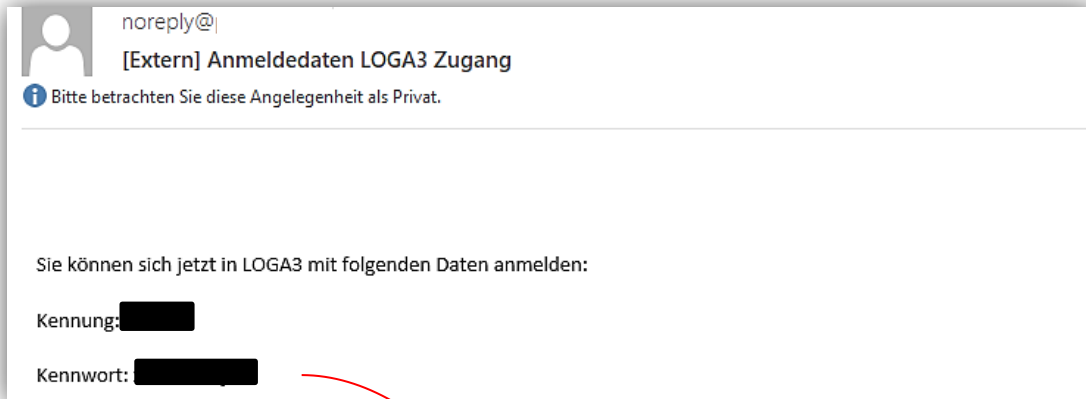 noreply@
[Extern] Anmeldedaten LOGA3 Zugang
Bitte betrachten Sie diese Angelegenheit als Privat.
Sie können sich jetzt in LOGA3 mit folgenden Daten anmelden:
Kennung:
Kennwort: